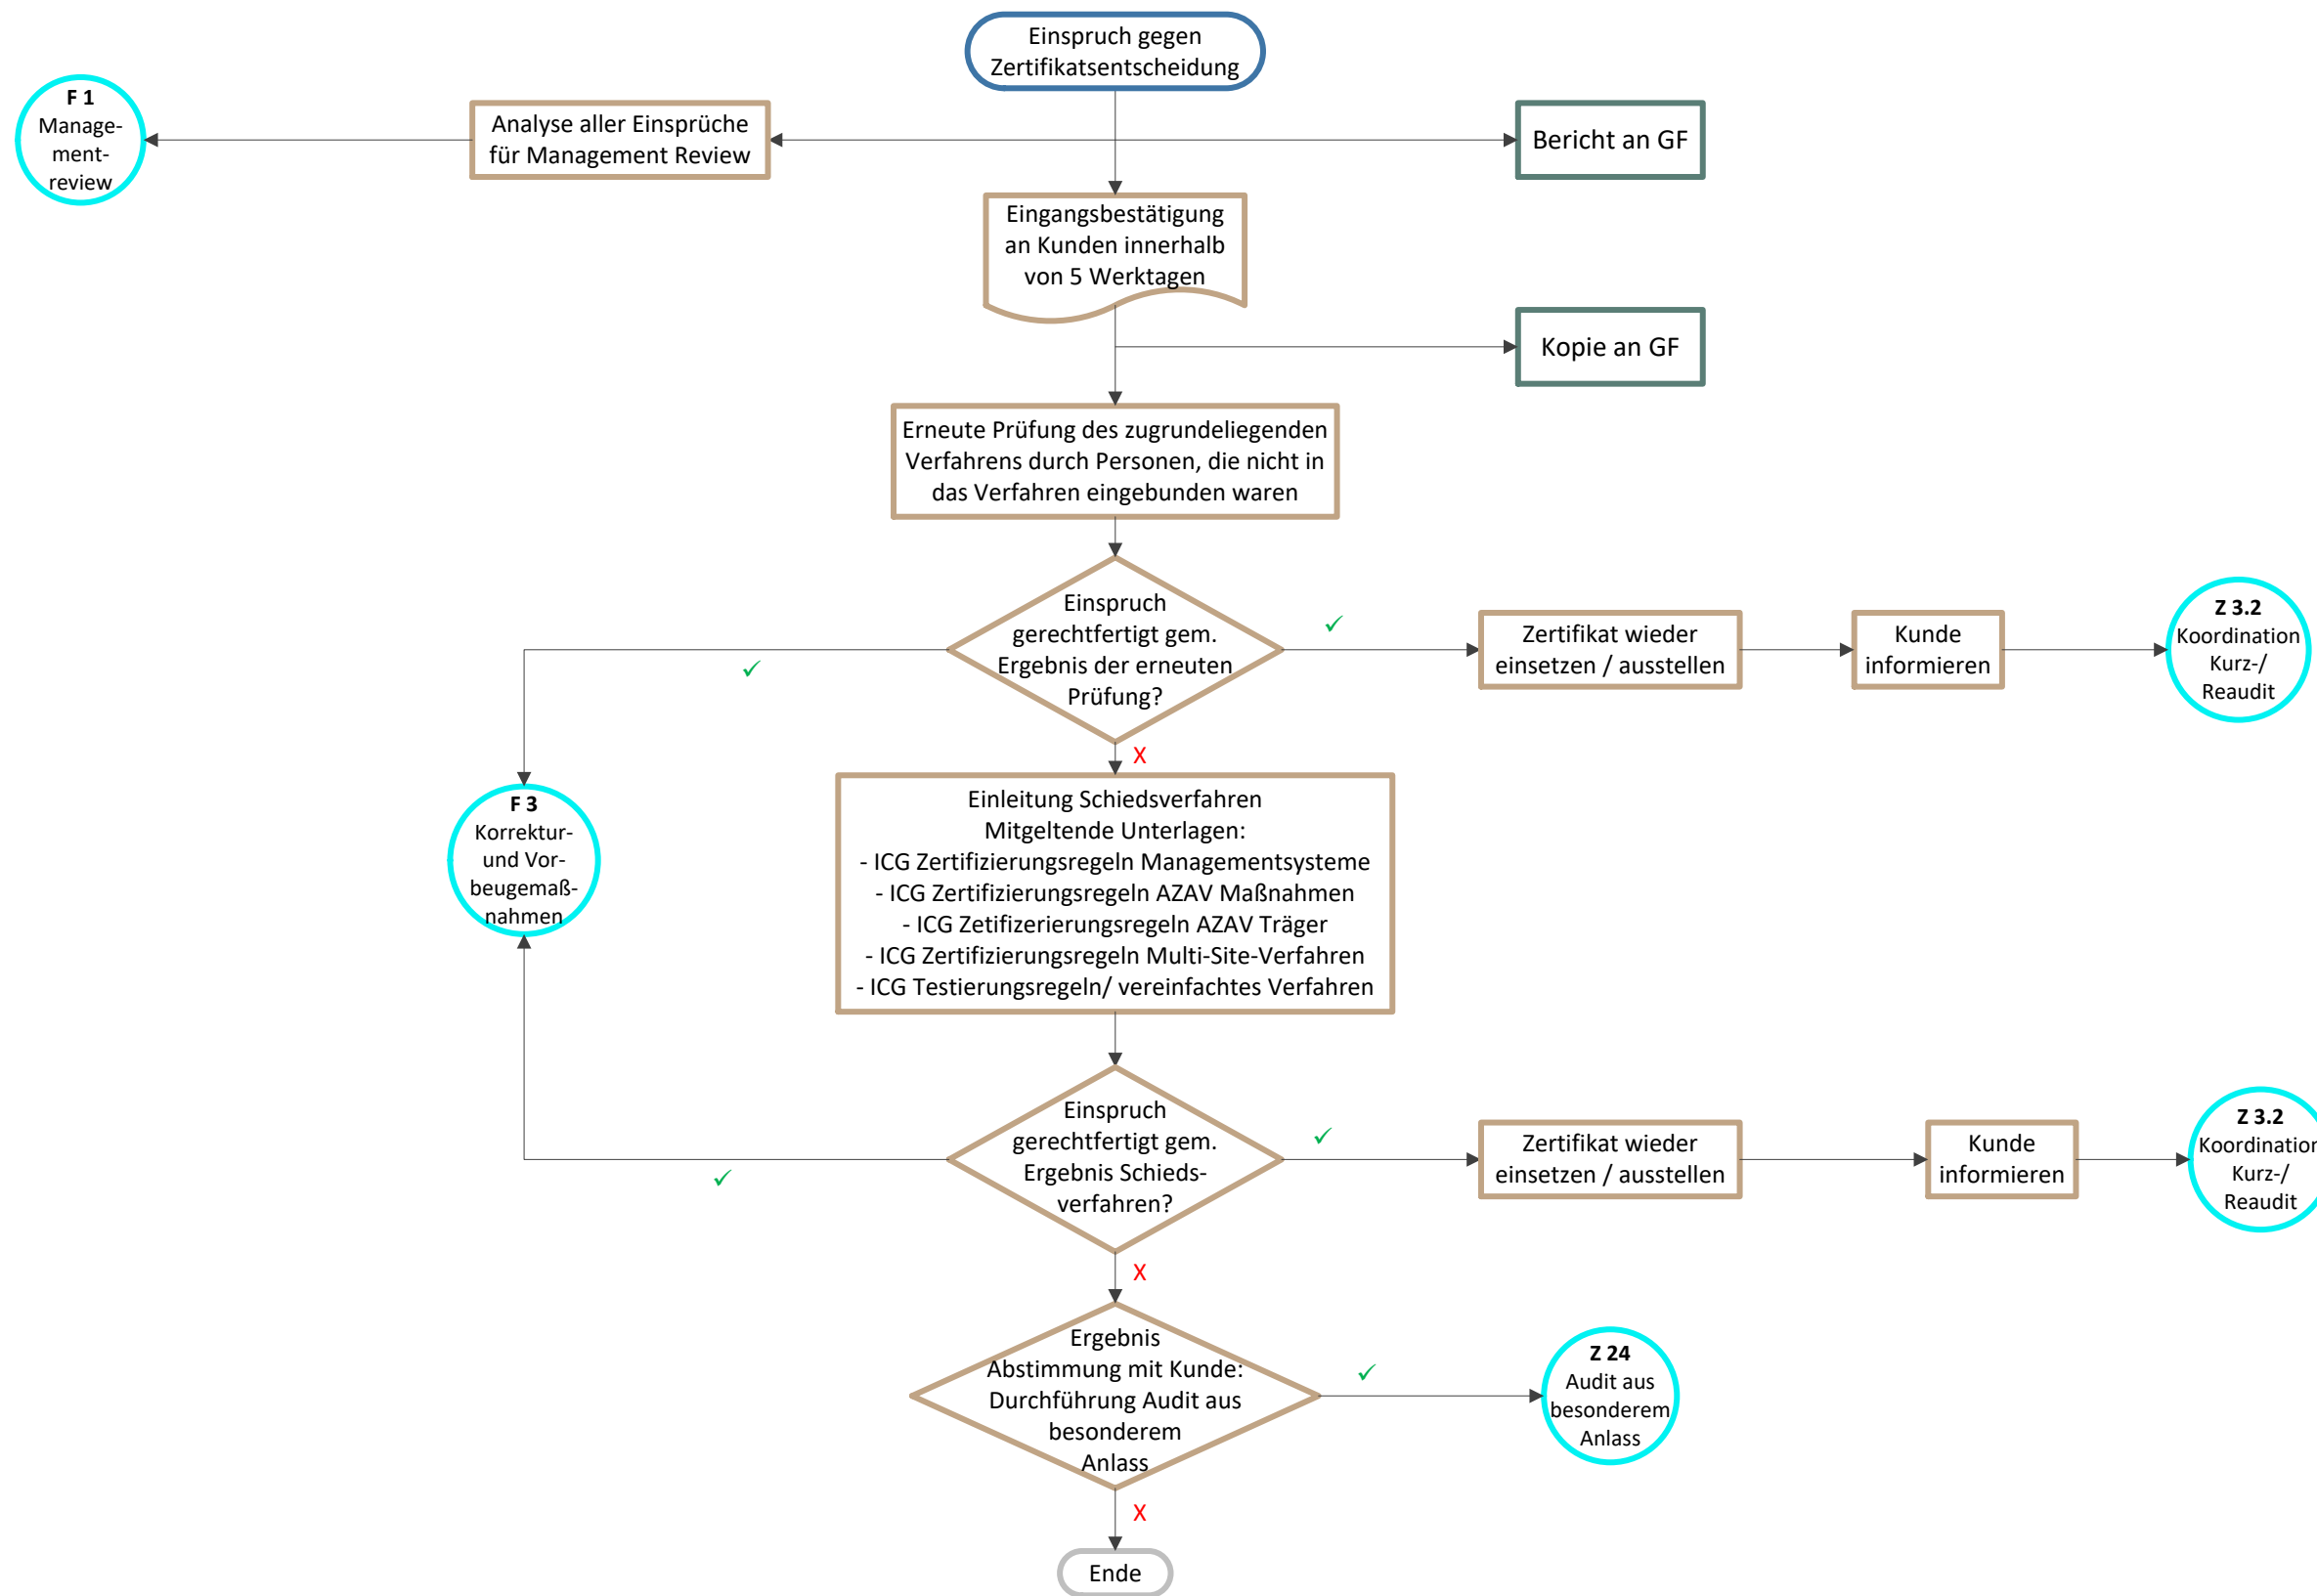 Einspruch gegen
Zertifikatsentscheidung
F 1
Manage-
ment-
review
Analyse aller Einsprüche
für Management Review
Bericht an GF
Eingangsbestätigung
an Kunden innerhalb
von 5 Werktagen
Kopie an GF
Erneute Prüfung des zugrundeliegenden
Verfahrens durch Personen, die nicht in
das Verfahren eingebunden waren
Einspruch
gerechtfertigt gem.
Ergebnis der erneuten
Prüfung?
✓
✓
Zertifikat wieder
einsetzen / ausstellen
Kunde
informieren
Z 3.2
Koordination
Kurz-/
Reaudit
X
F 3
Korrektur-
und Vor-
beugemaß-
nahmen
Einleitung Schiedsverfahren
Mitgeltende Unterlagen:
- ICG Zertifizierungsregeln Managementsysteme
- ICG Zertifizierungsregeln AZAV Maßnahmen
- ICG Zetifizerierungsregeln AZAV Träger
- ICG Zertifizierungsregeln Multi-Site-Verfahren
- ICG Testierungsregeln/ vereinfachtes Verfahren
Einspruch
gerechtfertigt gem.
Ergebnis Schieds-
verfahren?
✓
✓
Zertifikat wieder
einsetzen / ausstellen
Kunde
informieren
Z 3.2
Koordination
Kurz-/
Reaudit
X
Ergebnis
Abstimmung mit Kunde:
Durchführung Audit aus
besonderem
Anlass
✓
Z 24
Audit aus
besonderem
Anlass
X
Ende